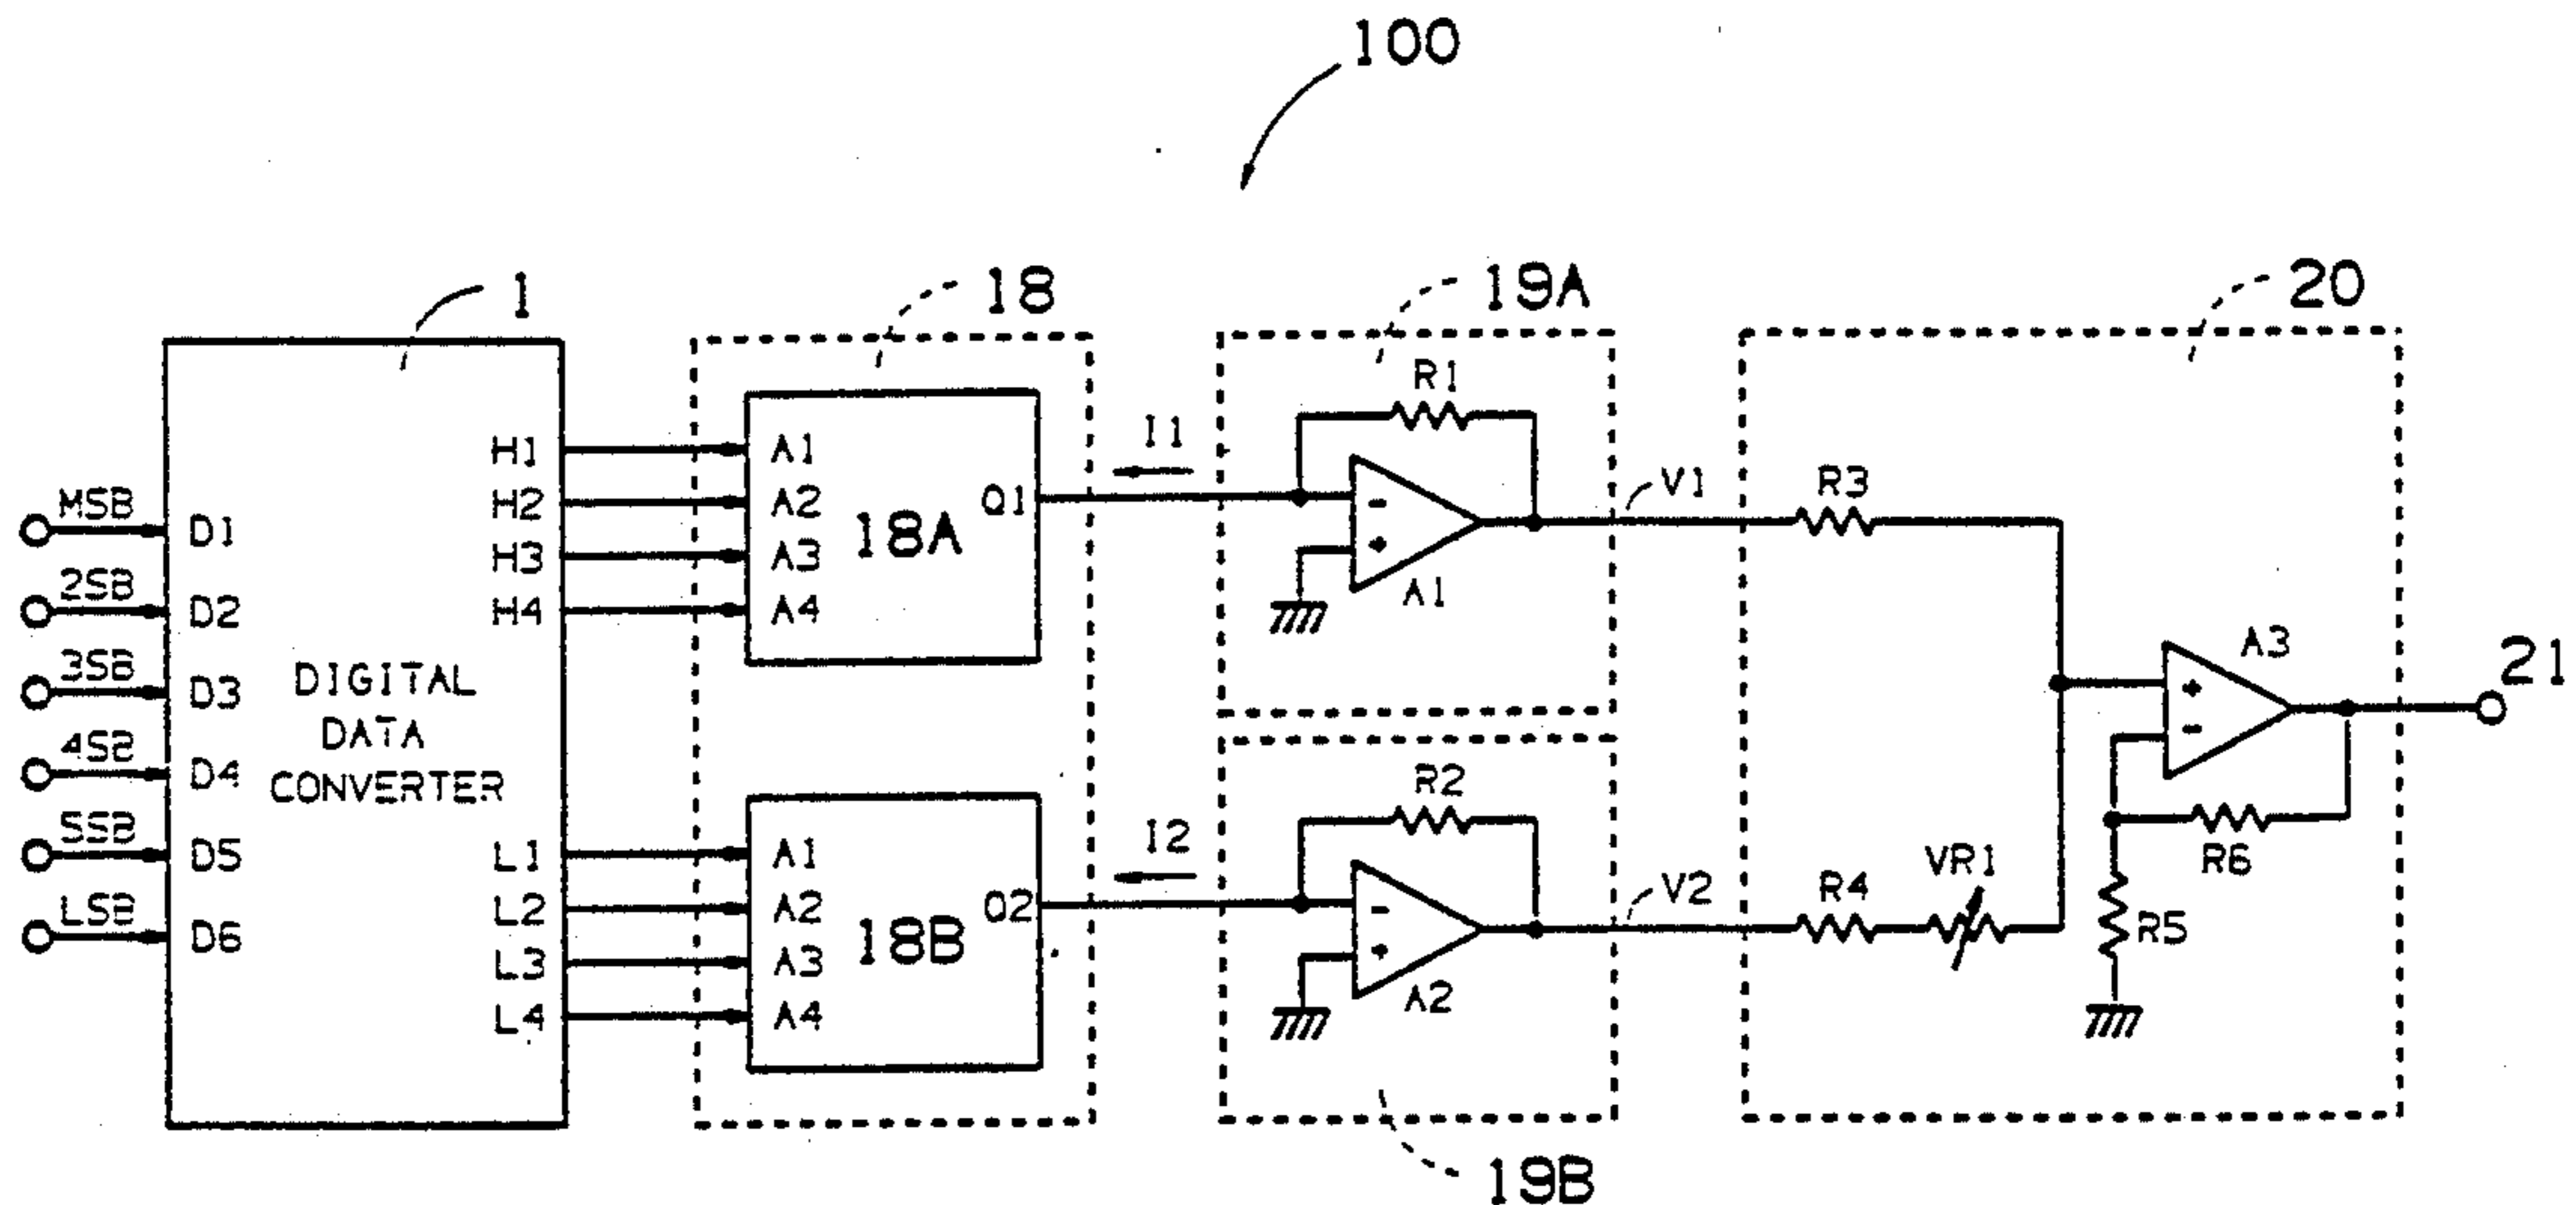 100
1
18
19A
20
R1
H1
A1
I1
MSB
H2
A2
Q1
V1
R3
D1
H3
A3
18A
2SB
H4
A4
A1
D2
3SB
A3
21
D3
DIGITAL
4SB
DATA
D4
CONVERTER
R2
5SB
L1
A1
I2
R6
VR1
D5
L2
A2
Q2
V2
R4
LSB
R5
D6
L3
A3
18B
L4
A4
A2
19B